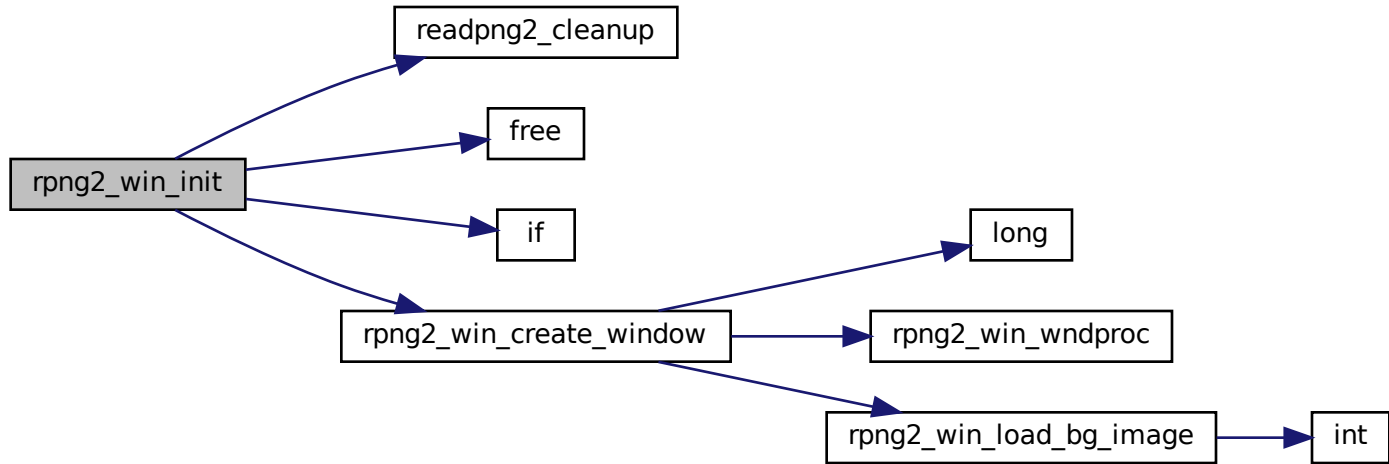 readpng2_cleanup
free
rpng2_win_init
if
long
rpng2_win_create_window
rpng2_win_wndproc
rpng2_win_load_bg_image
int